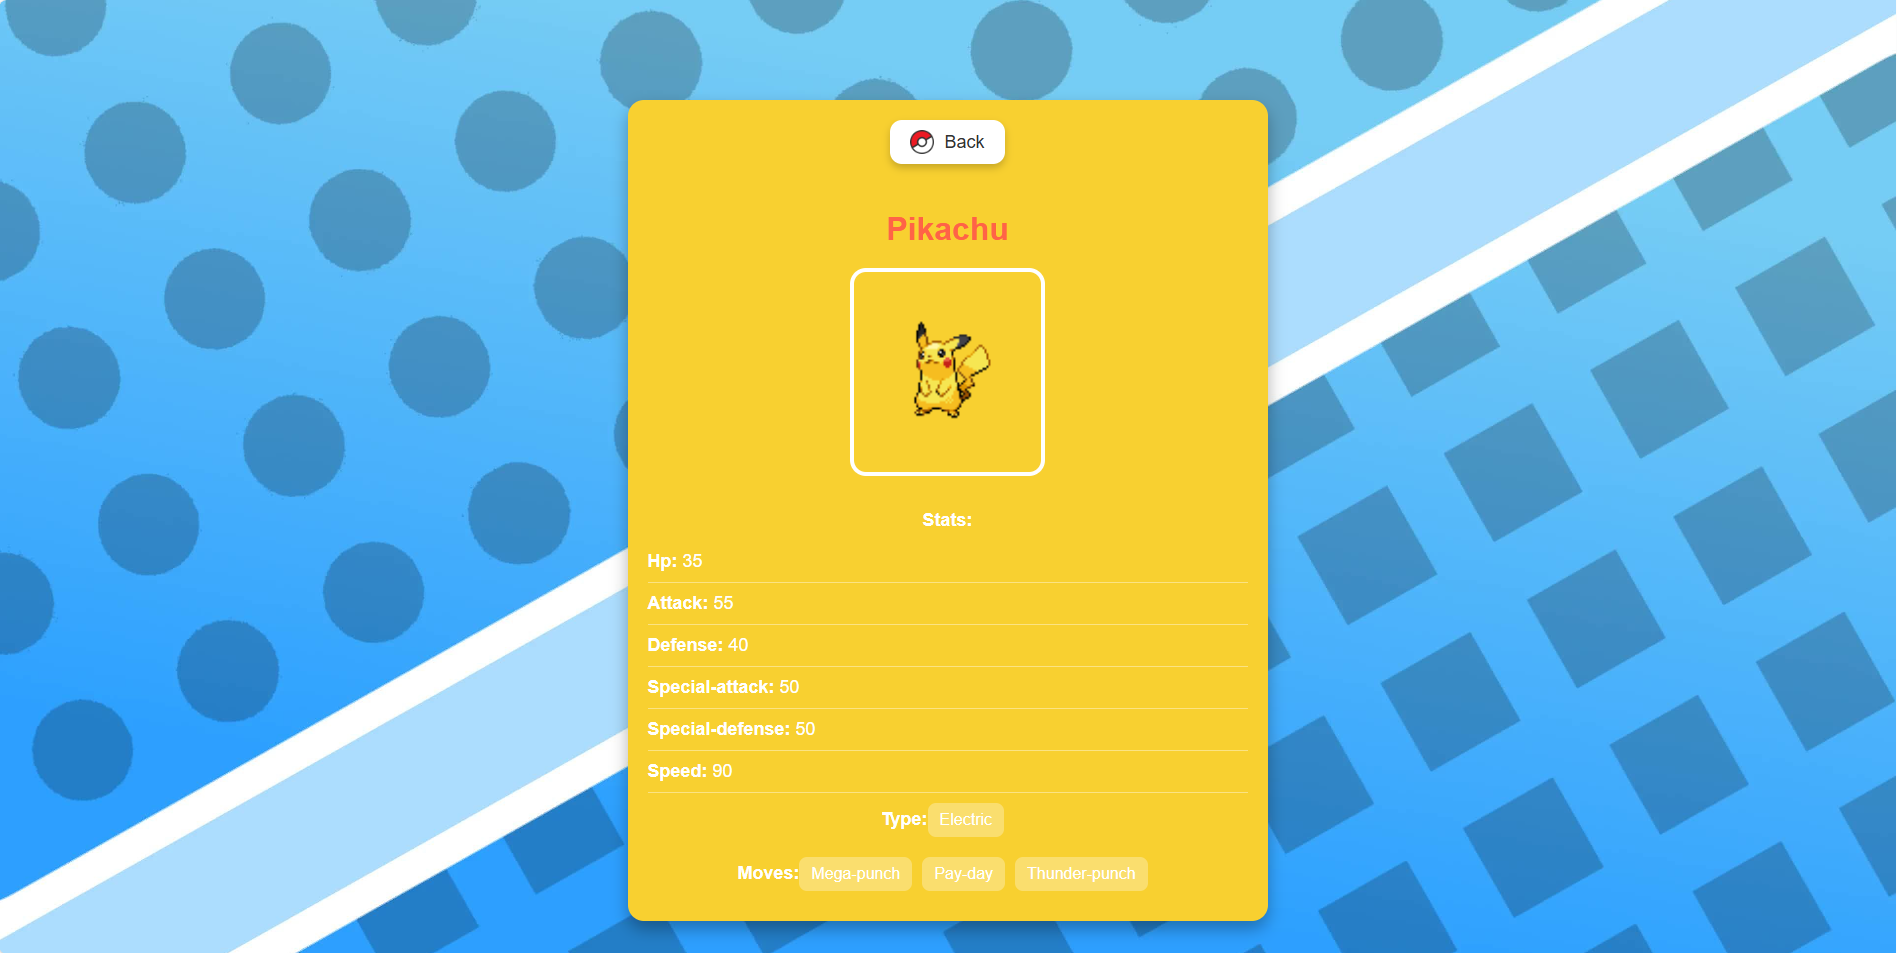 Back
Pikachu
Stats:
Hp: 35
Attack: 55
Defense: 40
Special-attack: 50
Special-defense: 50
Speed: 90
Type: Electric
Moves: Mega-punch Pay-day Thunder-punch